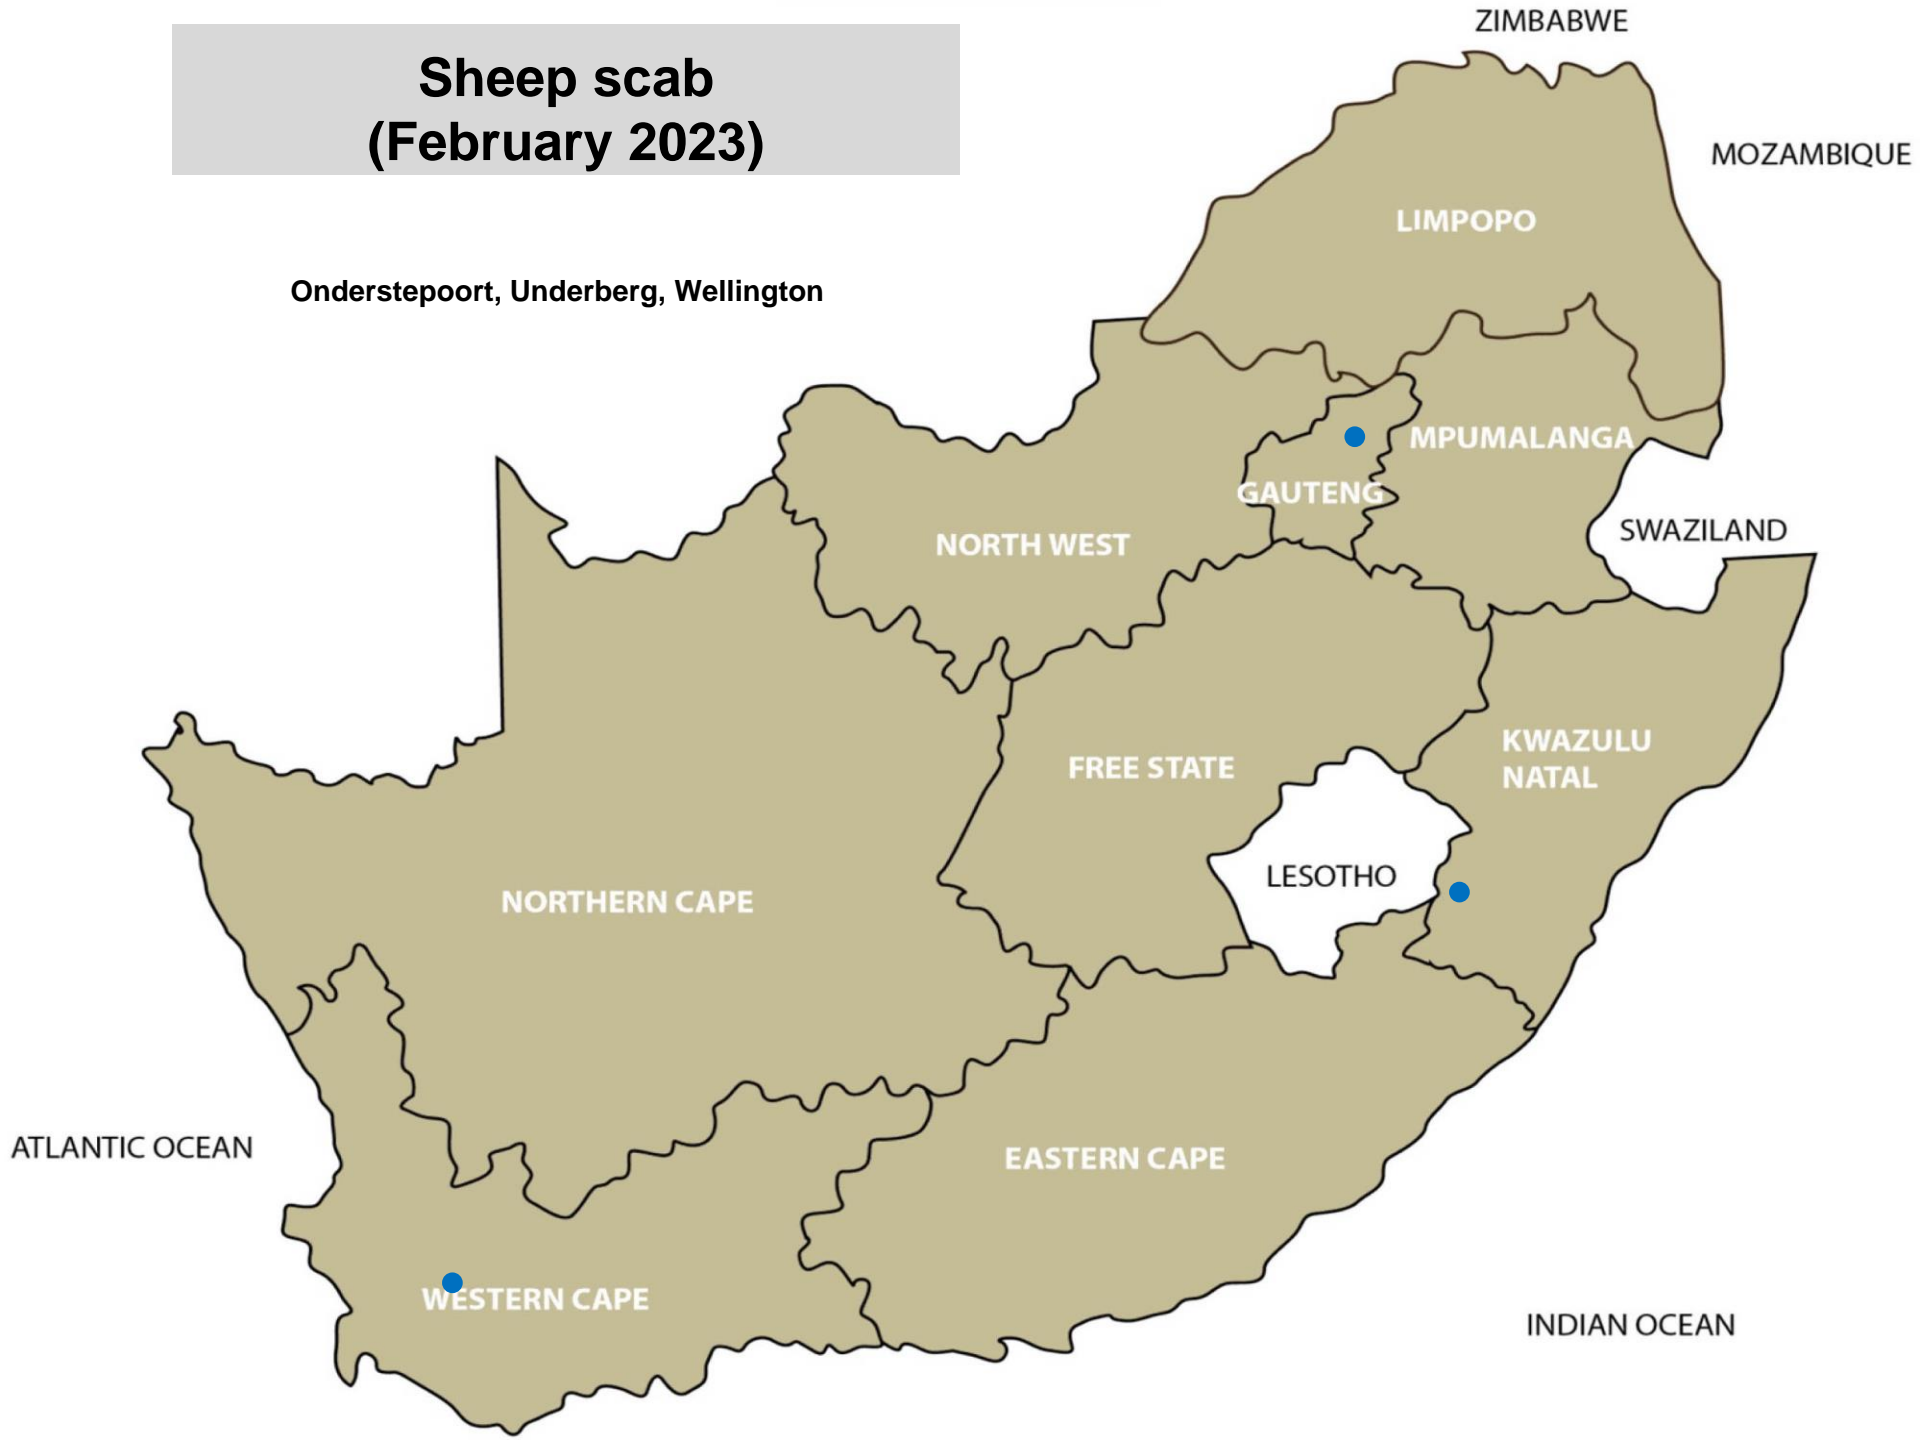 Sheep scab
(February 2023)
Onderstepoort, Underberg, Wellington
ZIMBABWE
MOZAMBIQUE
LIMPOPO
MPUMALANGA
GAUTENG
SWAZILAND
NORTH WEST
KWAZULU
NATAL
FREE STATE
LESOTHO
NORTHERN CAPE
ATLANTIC OCEAN
EASTERN CAPE
WESTERN CAPE
INDIAN OCEAN